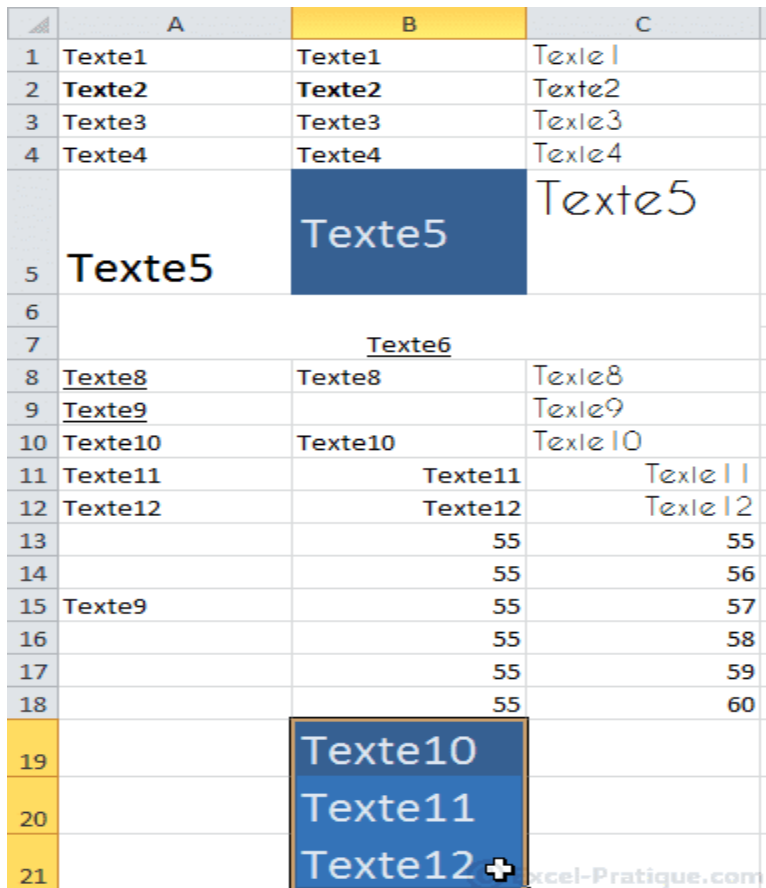 A B C
1 Texte1 Texte1 Texte1
2 Texte2 Texte2 Texte2
3 Texte3 Texte3 Texte3
4 Texte4 Texte4 Texte4
5 Texte5 Texte5 Texte5
6
7 Texte6
8 Texte8 Texte8 Texte8
9 Texte9 Texte9
10 Texte10 Texte10 Texte10
11 Texte11 Texte11 Texte11
12 Texte12 Texte12 Texte12
13 55 55
14 55 56
15 Texte9 55 57
16 55 58
17 55 59
18 55 60
19 Texte10
20 Texte11
21 Texte12
Excel-Pratique.com